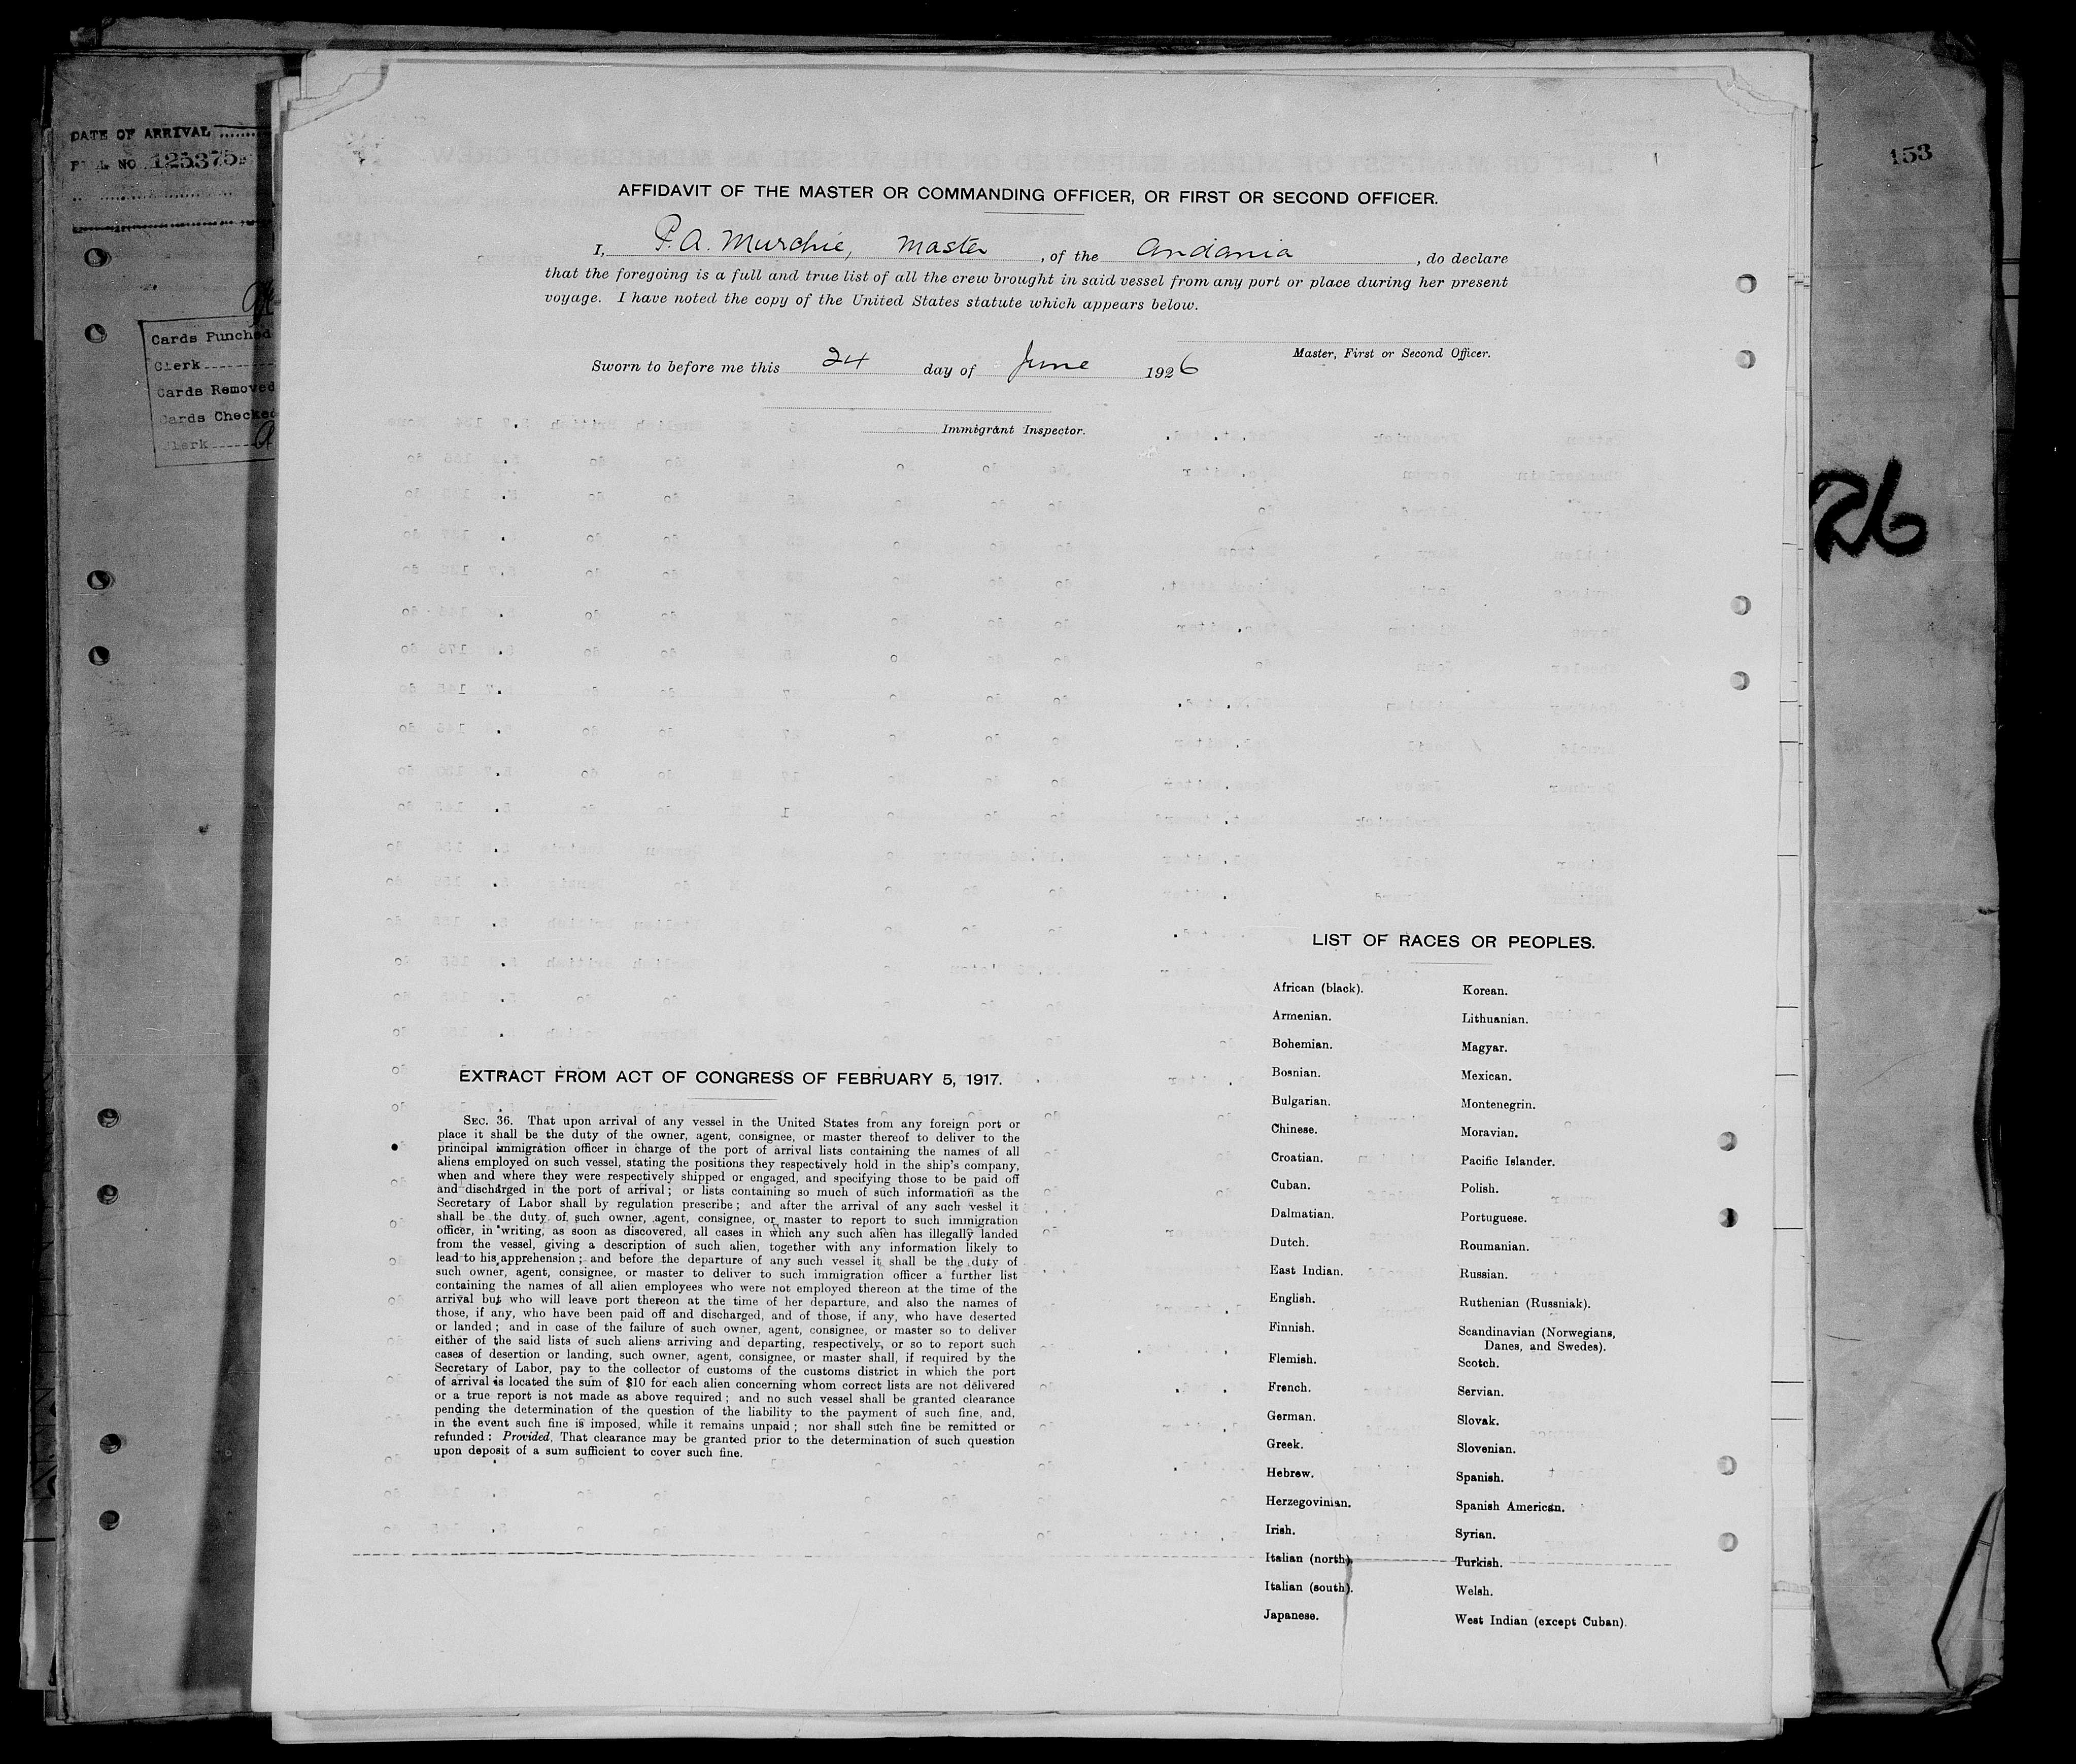 DATE OF ARRIVAL
NO. 125375
153
Cards Punched
Clerk
Cards Removed
Cards Checked
Clerk
26
AFFIDAVIT OF THE MASTER OR COMMANDING OFFICER, OR FIRST OR SECOND OFFICER.
I, P.A. Murchie, Master, of the Andania, do declare
that the foregoing is a full and true list of all the crew brought in said vessel from any port or place during her present
voyage. I have noted the copy of the United States statute which appears below.
Master, First or Second Officer.
Sworn to before me this 24 day of June 1926
Immigrant Inspector.
EXTRACT FROM ACT OF CONGRESS OF FEBRUARY 5, 1917.
SEC. 36. That upon arrival of any vessel in the United States from any foreign port or
place it shall be the duty of the owner, agent, consignee, or master thereof to deliver to the
principal immigration officer in charge of the port of arrival lists containing the names of all
aliens employed on such vessel, stating the positions they respectively hold in the ship's company,
when and where they were respectively shipped or engaged, and specifying those to be paid off
and discharged in the port of arrival; or lists containing so much of such information as the
Secretary of Labor shall by regulation prescribe; and after the arrival of any such vessel it
shall be the duty of such owner, agent, consignee, or master to report to such immigration
officer, in writing, as soon as discovered, all cases in which any such alien has illegally landed
from the vessel, giving a description of such alien, together with any information likely to
lead to his apprehension; and before the departure of any such vessel it shall be the duty of
such owner, agent, consignee, or master to deliver to such immigration officer a further list
containing the names of all alien employees who were not employed thereon at the time of the
arrival but who will leave port thereon at the time of her departure, and also the names of
those, if any, who have been paid off and discharged, and of those, if any, who have deserted
or landed; and in case of the failure of such owner, agent, consignee, or master so to deliver
either of the said lists of such aliens arriving and departing, respectively, or so to report such
cases of desertion or landing, such owner, agent, consignee, or master shall, if required by the
Secretary of Labor, pay to the collector of customs of the customs district in which the port
of arrival is located the sum of $10 for each alien concerning whom correct lists are not delivered
or a true report is not made as above required; and no such vessel shall be granted clearance
pending the determination of the question of the liability to the payment of such fine, and,
in the event such fine is imposed, while it remains unpaid; nor shall such fine be remitted or
refunded: Provided, That clearance may be granted prior to the determination of such question
upon deposit of a sum sufficient to cover such fine.
LIST OF RACES OR PEOPLES.
African (black).
Armenian.
Bohemian.
Bosnian.
Bulgarian.
Chinese.
Croatian.
Cuban.
Dalmatian.
Dutch.
East Indian.
English.
Finnish.
Flemish.
French.
German.
Greek.
Hebrew.
Herzegovinian.
Irish.
Italian (north).
Italian (south).
Japanese.
Korean.
Lithuanian.
Magyar.
Mexican.
Montenegrin.
Moravian.
Pacific Islander.
Polish.
Portuguese.
Roumanian.
Russian.
Ruthenian (Russniak).
Scandinavian (Norwegians,
Danes, and Swedes).
Scotch.
Servian.
Slovak.
Slovenian.
Spanish.
Spanish American.
Syrian.
Turkish.
Welsh.
West Indian (except Cuban).